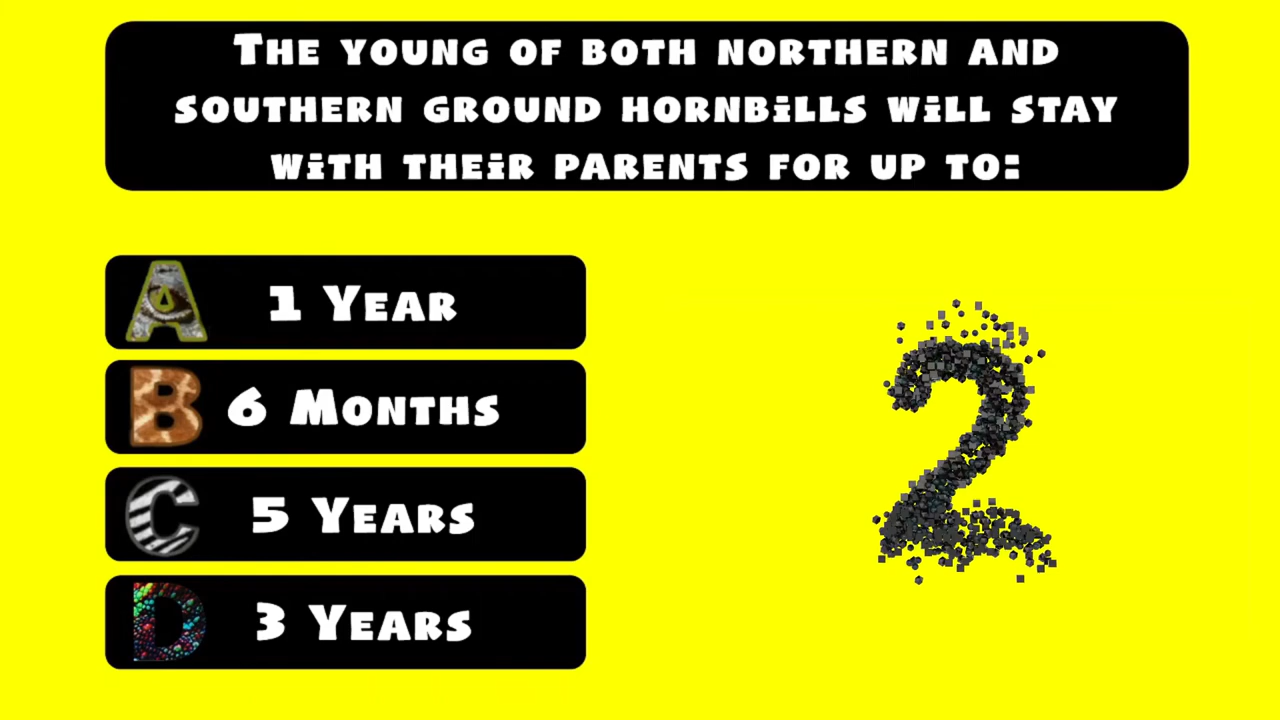 The young of both northern and
southern ground hornbills will stay
with their parents for up to:
A 1 Year
B 6 Months
C 5 Years
D 3 Years
2